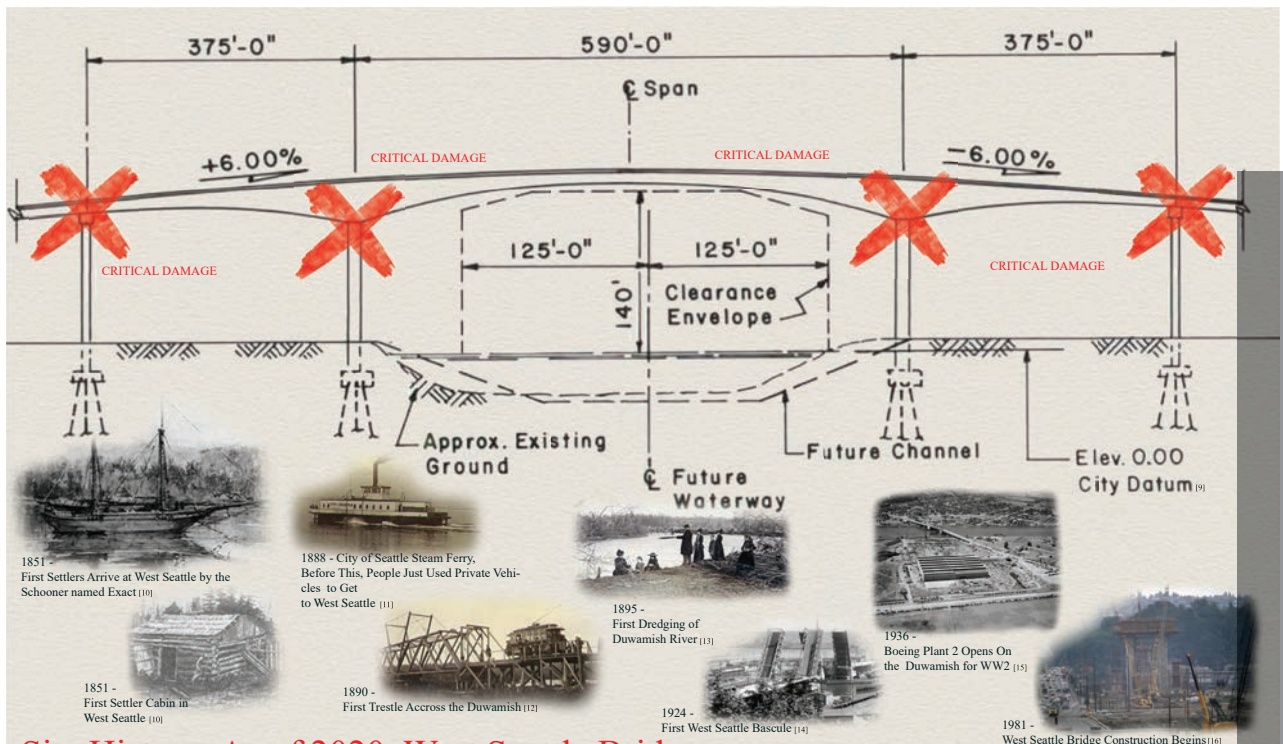 375'-0" 590'-0" 375'-0"
℄ Span
CRITICAL DAMAGE CRITICAL DAMAGE
+6.00% -6.00%
125'-0" 125'-0"
CRITICAL DAMAGE CRITICAL DAMAGE
140'
Clearance
Envelope
Approx. Existing
Ground
Future Channel
Elev. 0.00
City Datum [9]
℄ Future
Waterway
1851 -
First Settlers Arrive at West Seattle by the
Schooner named Exact [10]
1888 - City of Seattle Steam Ferry,
Before This, People Just Used Private Vehi-
cles to Get
to West Seattle [11]
1895 -
First Dredging of
Duwamish River [13]
1936 -
Boeing Plant 2 Opens On
the Duwamish for WW2 [15]
1851 -
First Settler Cabin in
West Seattle [10]
1890 -
First Trestle Accross the Duwamish [12]
1924 -
First West Seattle Bascule [14]
1981 -
West Seattle Bridge Construction Begins [16]